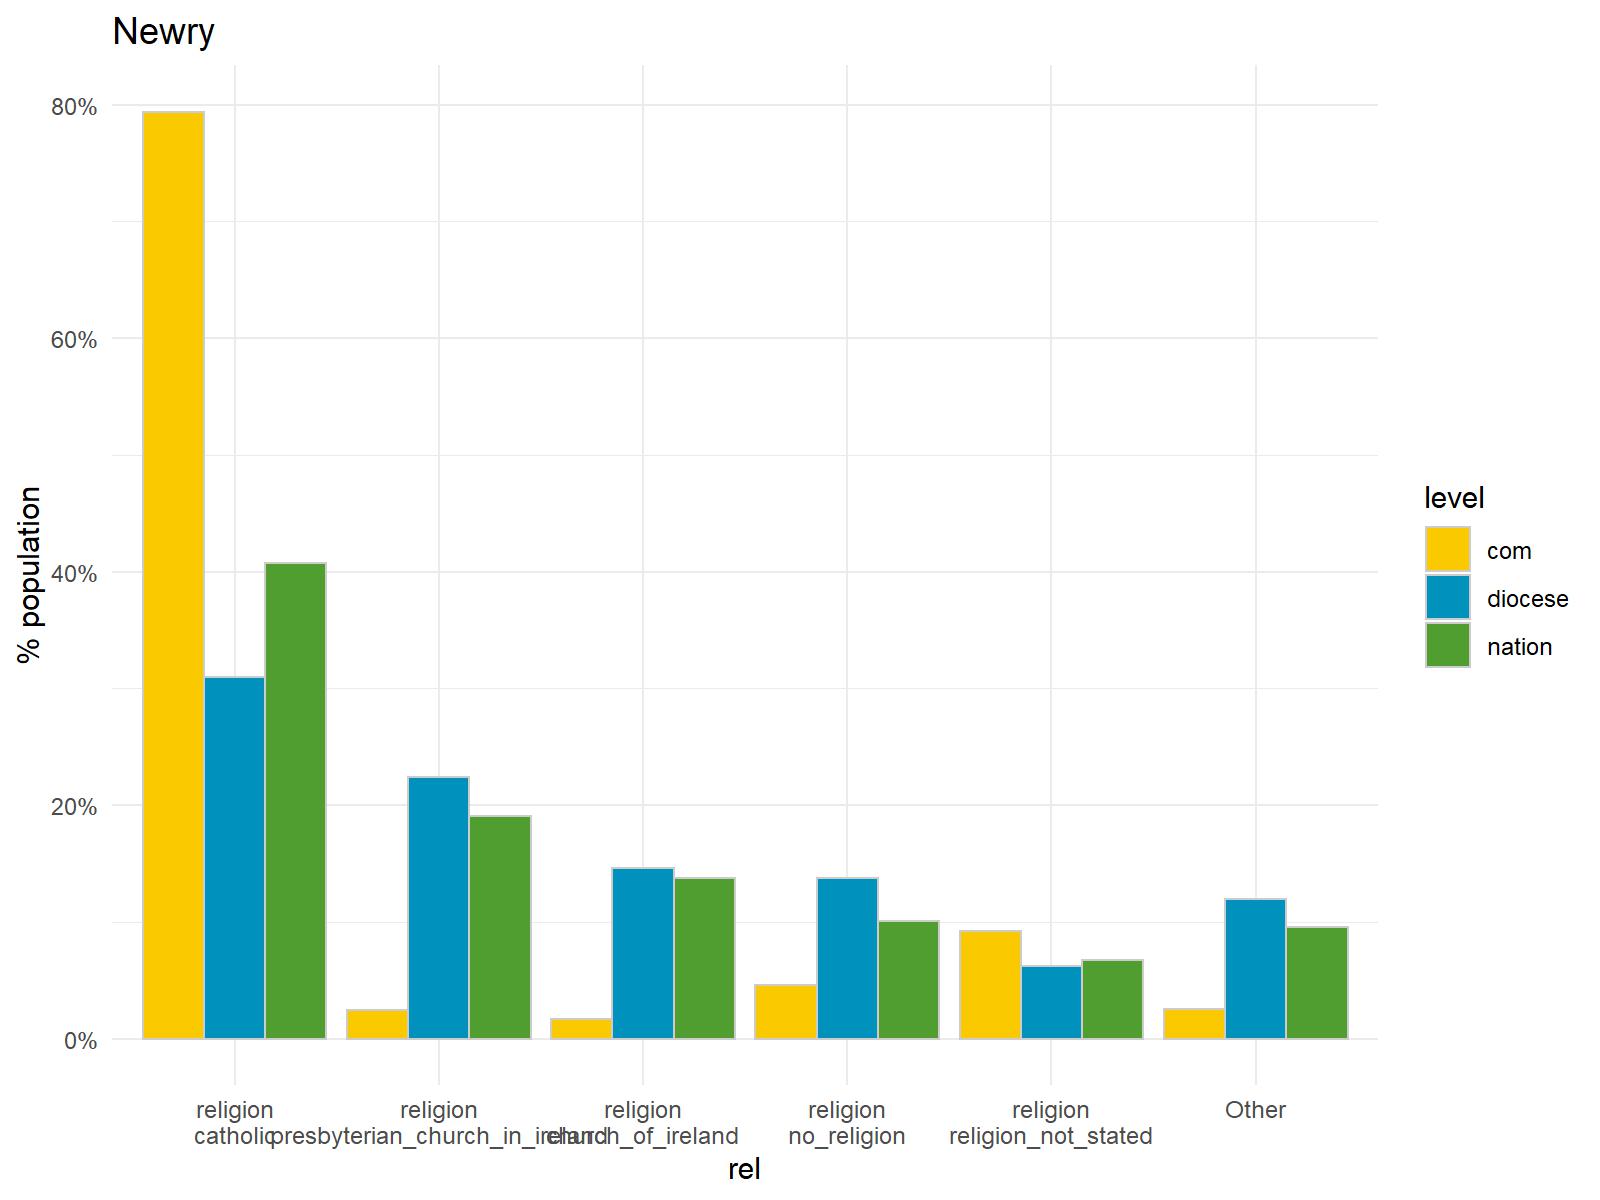 Newry
80%
60%
40%
20%
0%
% population
religion
catholic
religion
presbyterian_church_in_ireland
religion
church_of_ireland
religion
no_religion
religion
religion_not_stated
Other
rel
level
com
diocese
nation